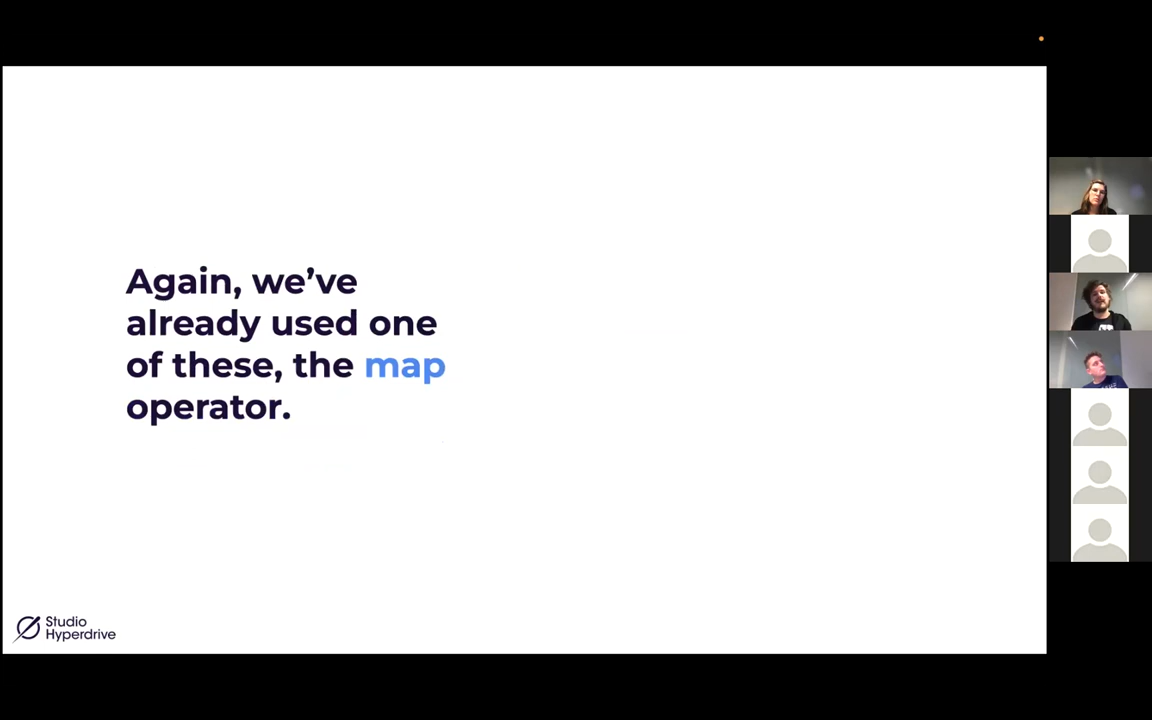 Again, we’ve
already used one
of these, the map
operator.
Studio
Hyperdrive